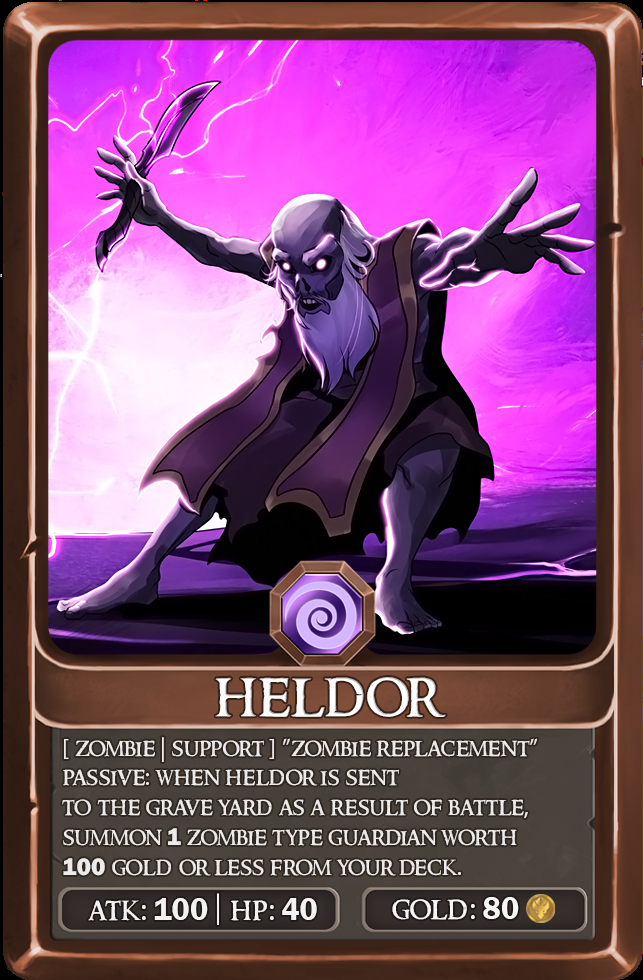 HELDOR
[ ZOMBIE | SUPPORT ] "ZOMBIE REPLACEMENT"
PASSIVE: WHEN HELDOR IS SENT
TO THE GRAVE YARD AS A RESULT OF BATTLE,
SUMMON 1 ZOMBIE TYPE GUARDIAN WORTH
100 GOLD OR LESS FROM YOUR DECK.
ATK: 100 | HP: 40 GOLD: 80